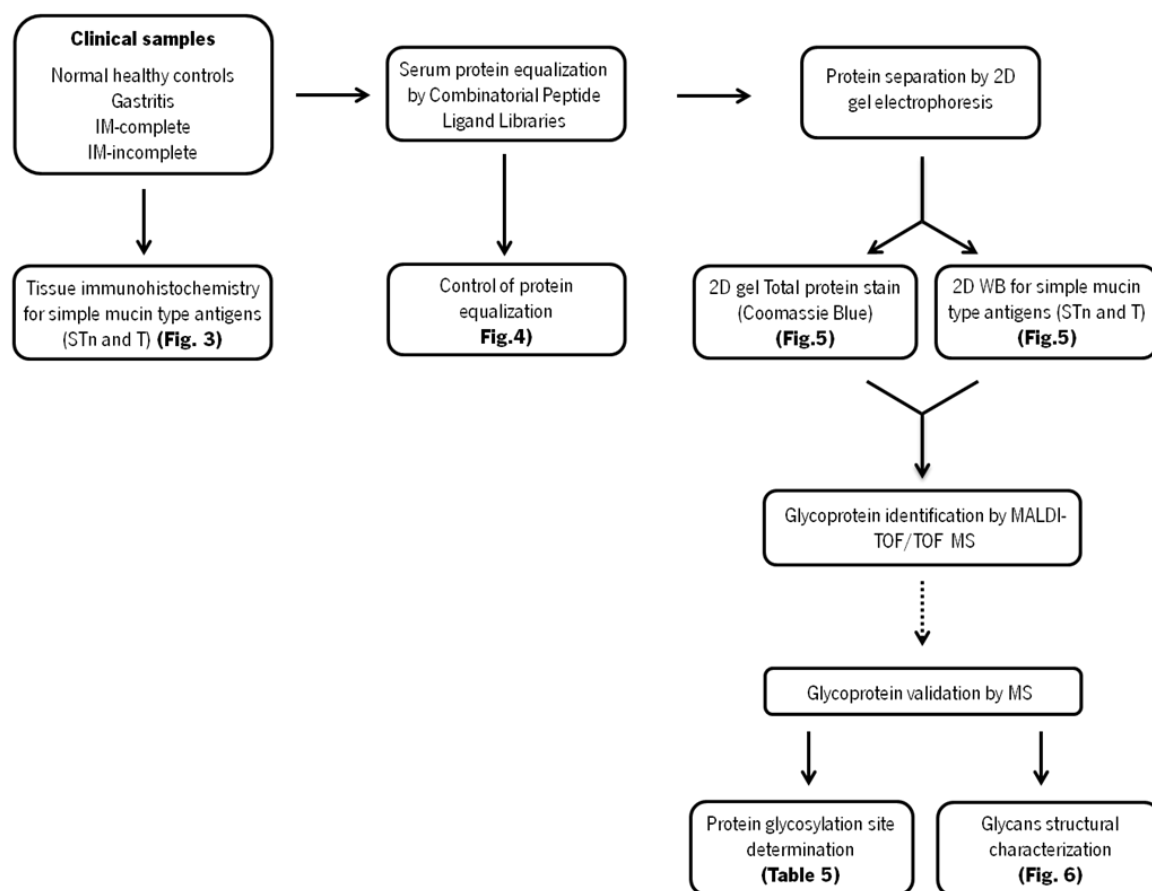 Clinical samples
Normal healthy controls
Gastritis
IM-complete
IM-incomplete
Serum protein equalization
by Combinatorial Peptide
Ligand Libraries
Protein separation by 2D
gel electrophoresis
Tissue immunohistochemistry
for simple mucin type antigens
(STn and T) (Fig. 3)
Control of protein
equalization
Fig.4)
2D gel Total protein stain
(Coomassie Blue)
(Fig.5)
2D WB for simple mucin
type antigens (STn and T)
(Fig.5)
Glycoprotein identification by MALDI-
TOF/TOF MS
Glycoprotein validation by MS
Protein glycosylation site
determination
(Table 5)
Glycans structural
characterization
(Fig. 6)